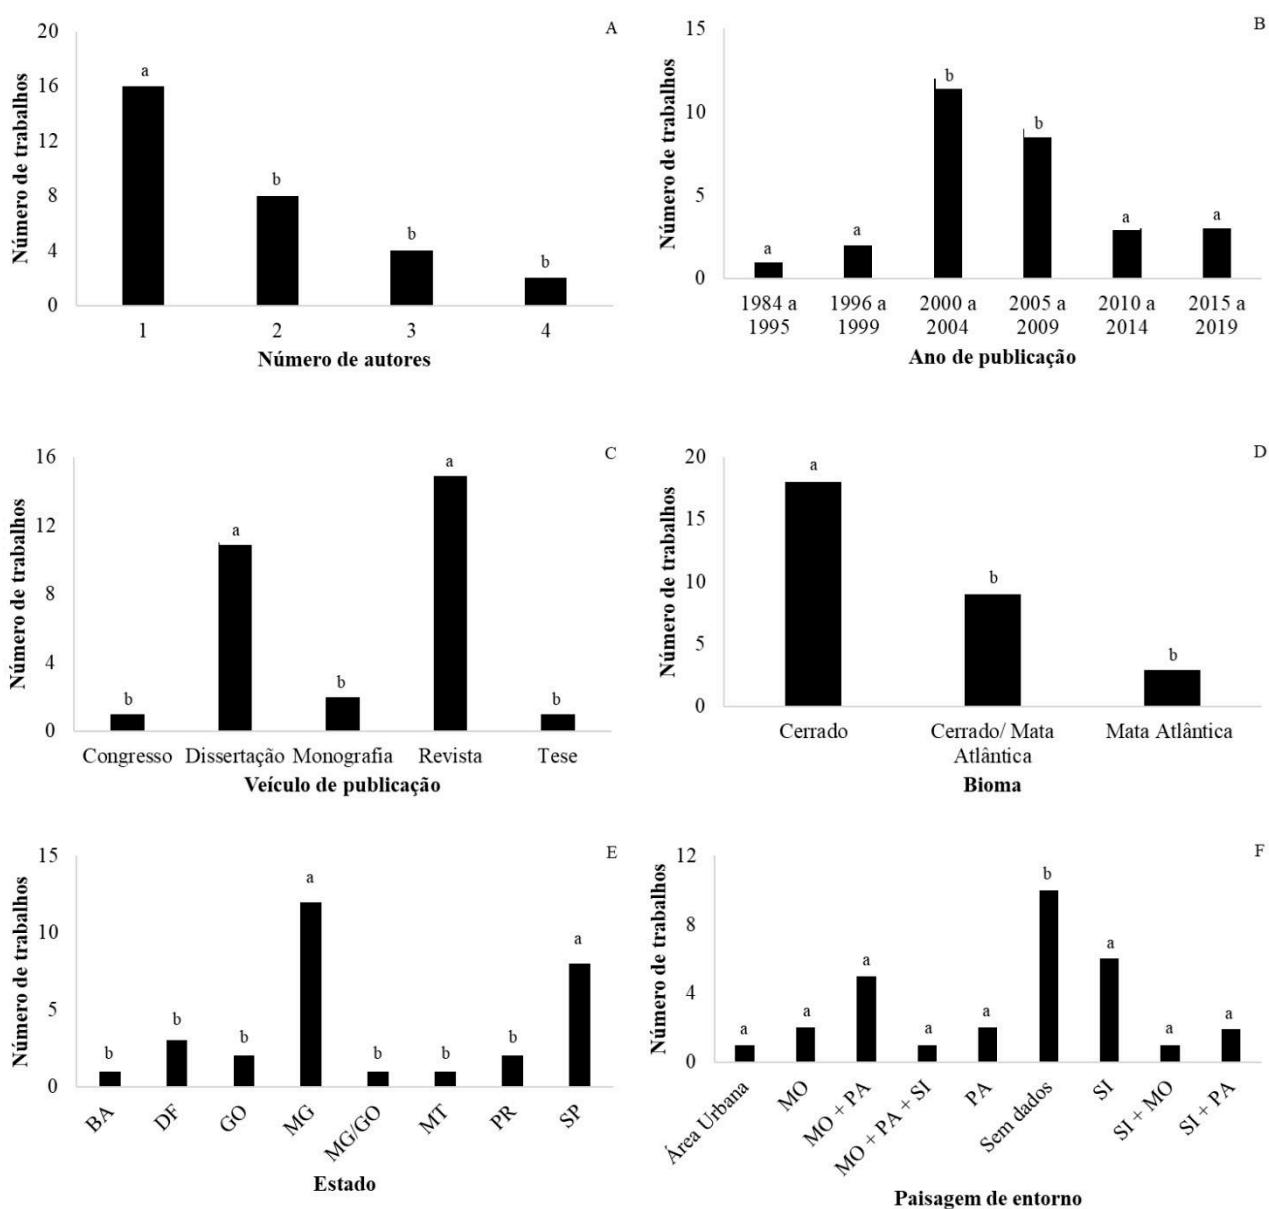 A
Número de trabalhos
20
16
12
8
4
0
a
b
b
b
1 2 3 4
Número de autores
B
Número de trabalhos
15
10
5
0
a
a
b
b
a
a
1984 a 1996 a 2000 a 2005 a 2010 a 2015 a
1995 1999 2004 2009 2014 2019
Ano de publicação
C
Número de trabalhos
16
12
8
4
0
b
a
b
a
b
Congresso Dissertação Monografia Revista Tese
Veículo de publicação
D
Número de trabalhos
20
15
10
5
0
a
b
b
Cerrado Cerrado/ Mata Mata Atlântica
Atlântica
Bioma
E
Número de trabalhos
15
10
5
0
b
b
b
a
b
b
b
a
BA
DF
GO
MG
MG/GO
MT
PR
SP
Estado
F
Número de trabalhos
12
8
4
0
a
a
a
a
a
b
a
a
a
Área Urbana
MO
MO + PA
MO + PA + SI
PA
Sem dados
SI
SI + MO
SI + PA
Paisagem de entorno